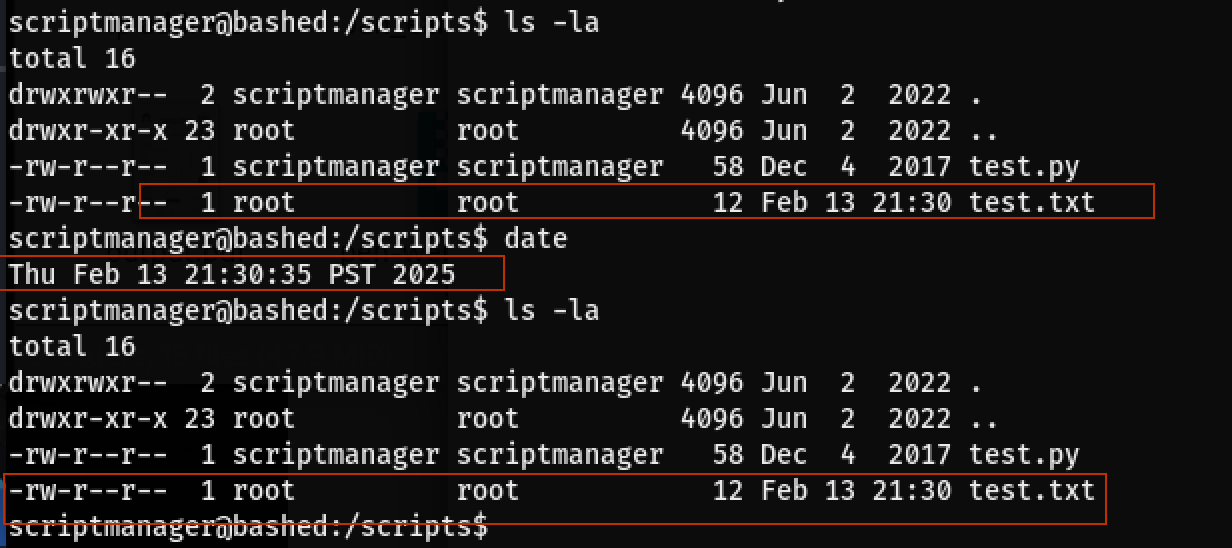 scriptmanager@bashed:/scripts$ ls -la
total 16
drwxrwxr--  2 scriptmanager scriptmanager 4096 Jun  2  2022 .
drwxr-xr-x 23 root          root          4096 Jun  2  2022 ..
-rw-r--r--  1 scriptmanager scriptmanager   58 Dec  4  2017 test.py
-rw-r--r--  1 root          root            12 Feb 13 21:30 test.txt
scriptmanager@bashed:/scripts$ date
Thu Feb 13 21:30:35 PST 2025
scriptmanager@bashed:/scripts$ ls -la
total 16
drwxrwxr--  2 scriptmanager scriptmanager 4096 Jun  2  2022 .
drwxr-xr-x 23 root          root          4096 Jun  2  2022 ..
-rw-r--r--  1 scriptmanager scriptmanager   58 Dec  4  2017 test.py
-rw-r--r--  1 root          root            12 Feb 13 21:30 test.txt
scriptmanager@bashed:/scripts$